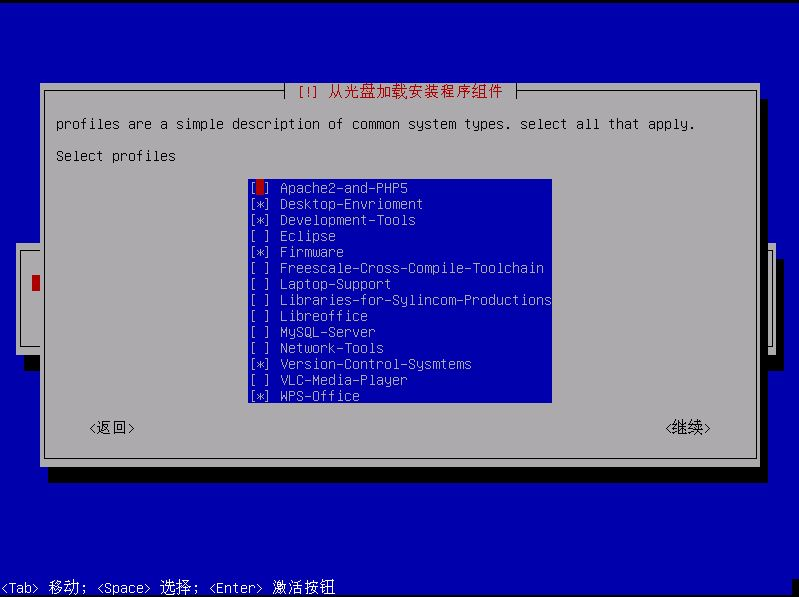 [!] 从光盘加载安装程序组件
profiles are a simple description of common system types. select all that apply.
Select profiles
[ ] Apache2-and-PHP5
[*] Desktop-Envrioment
[*] Development-Tools
[ ] Eclipse
[*] Firmware
[ ] Freescale-Cross-Compile-Toolchain
[ ] Laptop-Support
[ ] Libraries-for-Sylincom-Productions
[ ] Libreoffice
[ ] MySQL-Server
[ ] Network-Tools
[*] Version-Control-Sysmtems
[ ] VLC-Media-Player
[*] WPS-Office
<返回> <继续>
<Tab> 移动; <Space> 选择; <Enter> 激活按钮